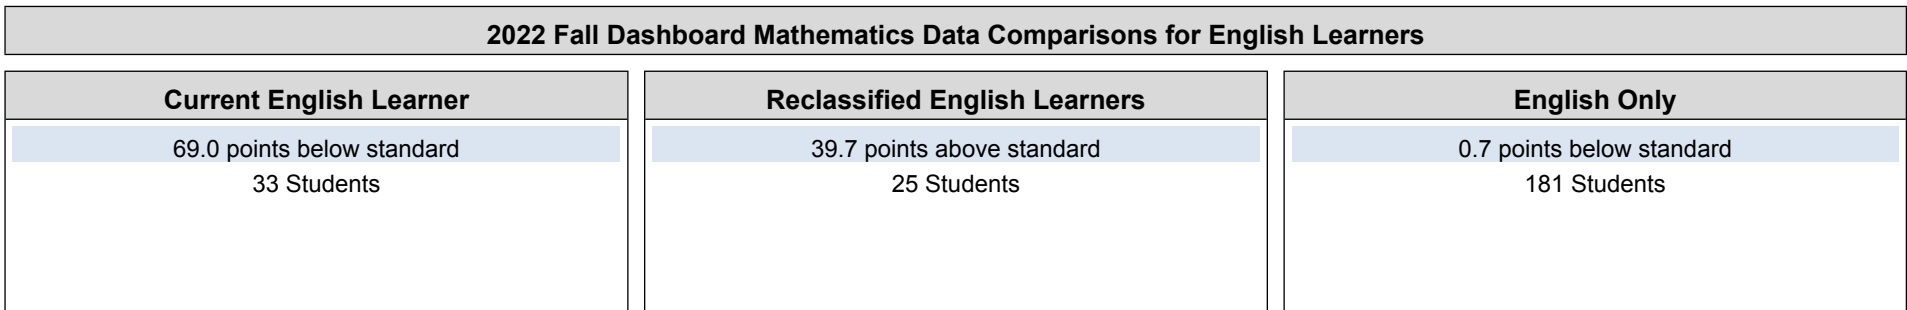 2022 Fall Dashboard Mathematics Data Comparisons for English Learners
Current English Learner
69.0 points below standard
33 Students
Reclassified English Learners
39.7 points above standard
25 Students
English Only
0.7 points below standard
181 Students